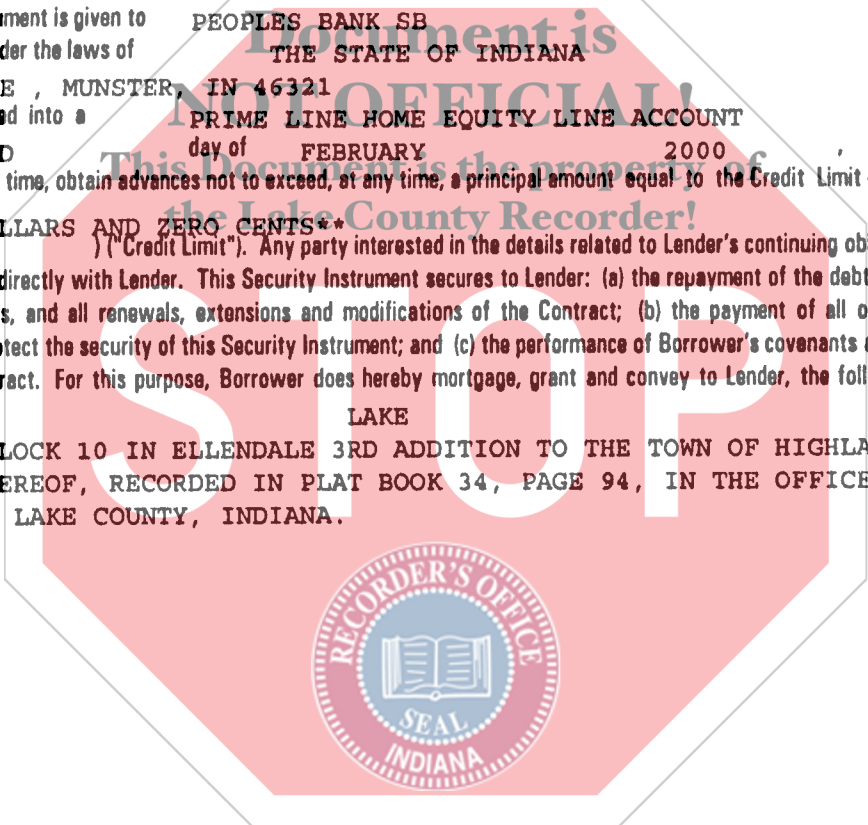 ment is given to PEOPLES BANK SB
Document is
der the laws of THE STATE OF INDIANA
E , MUNSTER, IN 46321
NOT OFFICIAL!
ed into a PRIME LINE HOME EQUITY LINE ACCOUNT
D day of FEBRUARY 2000 ,
This Document is the property of
time, obtain advances not to exceed, at any time, a principal amount equal to the Credit Limit
the Lake County Recorder!
LLARS AND ZERO CENTS**
) ("Credit Limit"). Any party interested in the details related to Lender's continuing ob
directly with Lender. This Security Instrument secures to Lender: (a) the repayment of the debt
s, and all renewals, extensions and modifications of the Contract; (b) the payment of all o
tect the security of this Security Instrument; and (c) the performance of Borrower's covenants
ract. For this purpose, Borrower does hereby mortgage, grant and convey to Lender, the foll
STOP
LAKE
LOCK 10 IN ELLENDALE 3RD ADDITION TO THE TOWN OF HIGHLA
EREOF, RECORDED IN PLAT BOOK 34, PAGE 94, IN THE OFFICE
LAKE COUNTY, INDIANA.
RECORDER'S OFFICE
SEAL
INDIANA